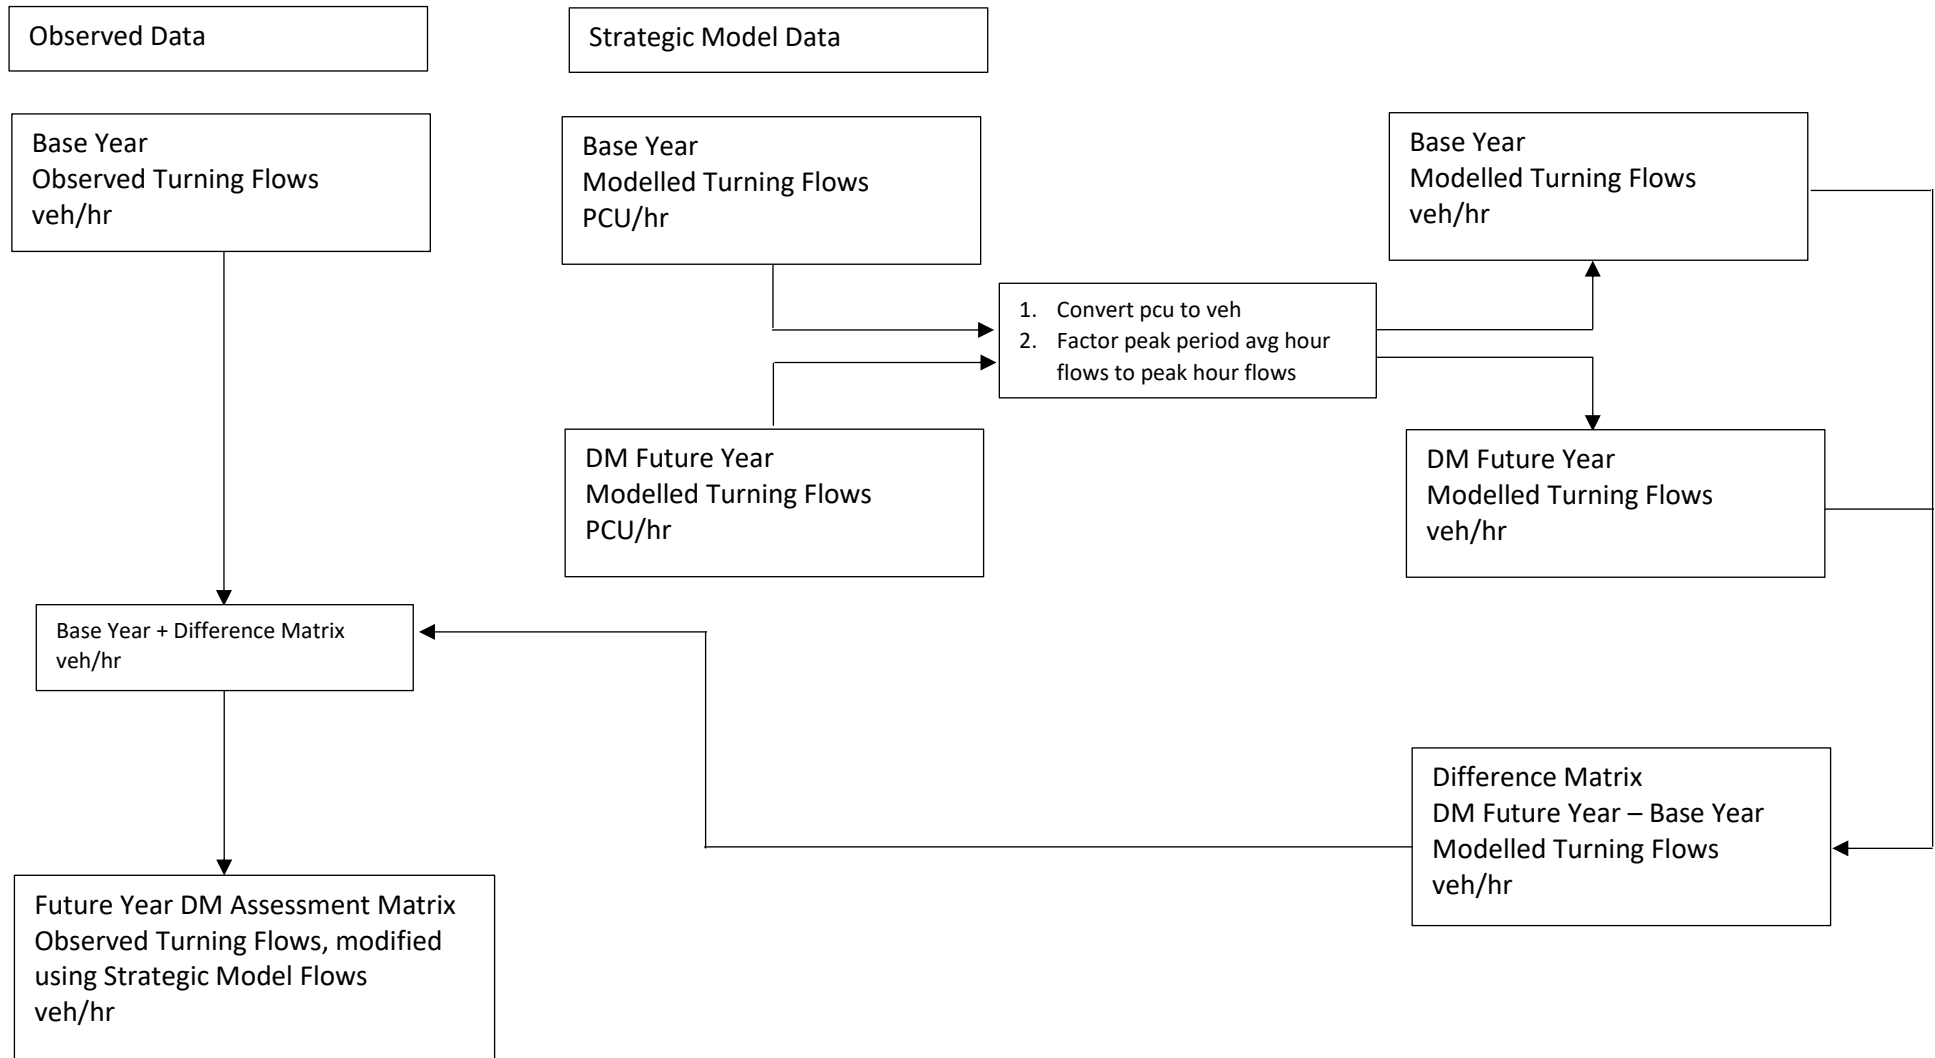 Observed Data
Strategic Model Data
Base Year
Observed Turning Flows
veh/hr
Base Year
Modelled Turning Flows
PCU/hr
Base Year
Modelled Turning Flows
veh/hr
1. Convert pcu to veh
2. Factor peak period avg hour
flows to peak hour flows
DM Future Year
Modelled Turning Flows
PCU/hr
DM Future Year
Modelled Turning Flows
veh/hr
Base Year + Difference Matrix
veh/hr
Difference Matrix
DM Future Year – Base Year
Modelled Turning Flows
veh/hr
Future Year DM Assessment Matrix
Observed Turning Flows, modified
using Strategic Model Flows
veh/hr